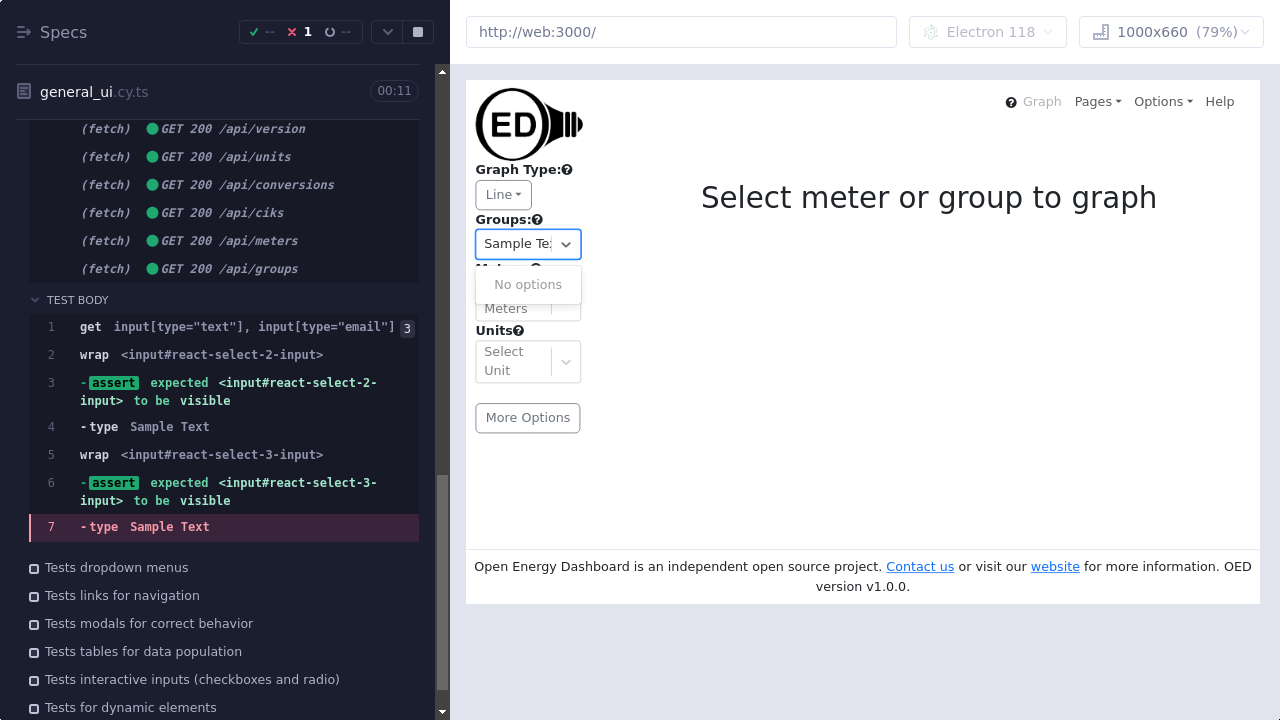 Specs
-- 1 --
general_ui.cy.ts
00:11
(fetch) GET 200 /api/version
(fetch) GET 200 /api/units
(fetch) GET 200 /api/conversions
(fetch) GET 200 /api/ciks
(fetch) GET 200 /api/meters
(fetch) GET 200 /api/groups
TEST BODY
1 get input[type="text"], input[type="email"] 3
2 wrap <input#react-select-2-input>
3 -assert expected <input#react-select-2-
input> to be visible
4 -type Sample Text
5 wrap <input#react-select-3-input>
6 -assert expected <input#react-select-3-
input> to be visible
7 -type Sample Text
Tests dropdown menus
Tests links for navigation
Tests modals for correct behavior
Tests tables for data population
Tests interactive inputs (checkboxes and radio)
Tests for dynamic elements
http://web:3000/
Electron 118
1000x660 (79%)
ED
Graph Pages Options Help
Graph Type:
Line
Groups:
Sample Te
No options
Meters
Units
Select
Unit
More Options
Select meter or group to graph
Open Energy Dashboard is an independent open source project. Contact us or visit our website for more information. OED
version v1.0.0.